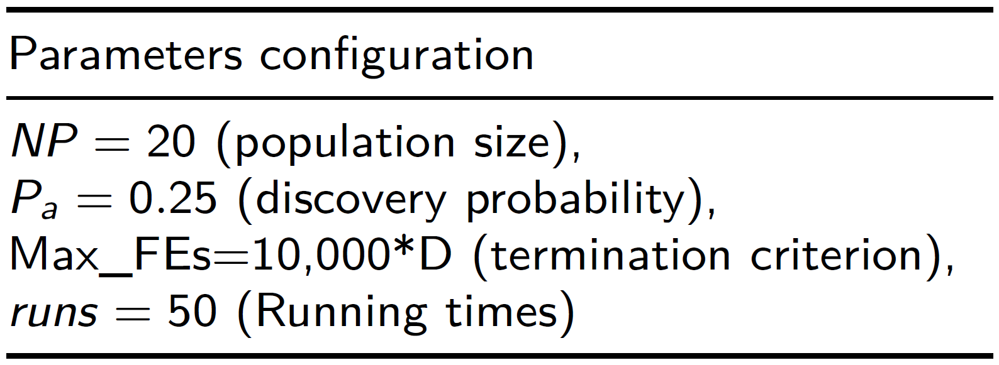 Parameters configuration
NP = 20 (population size),
Pa = 0.25 (discovery probability),
Max_FEs=10,000*D (termination criterion),
runs = 50 (Running times)